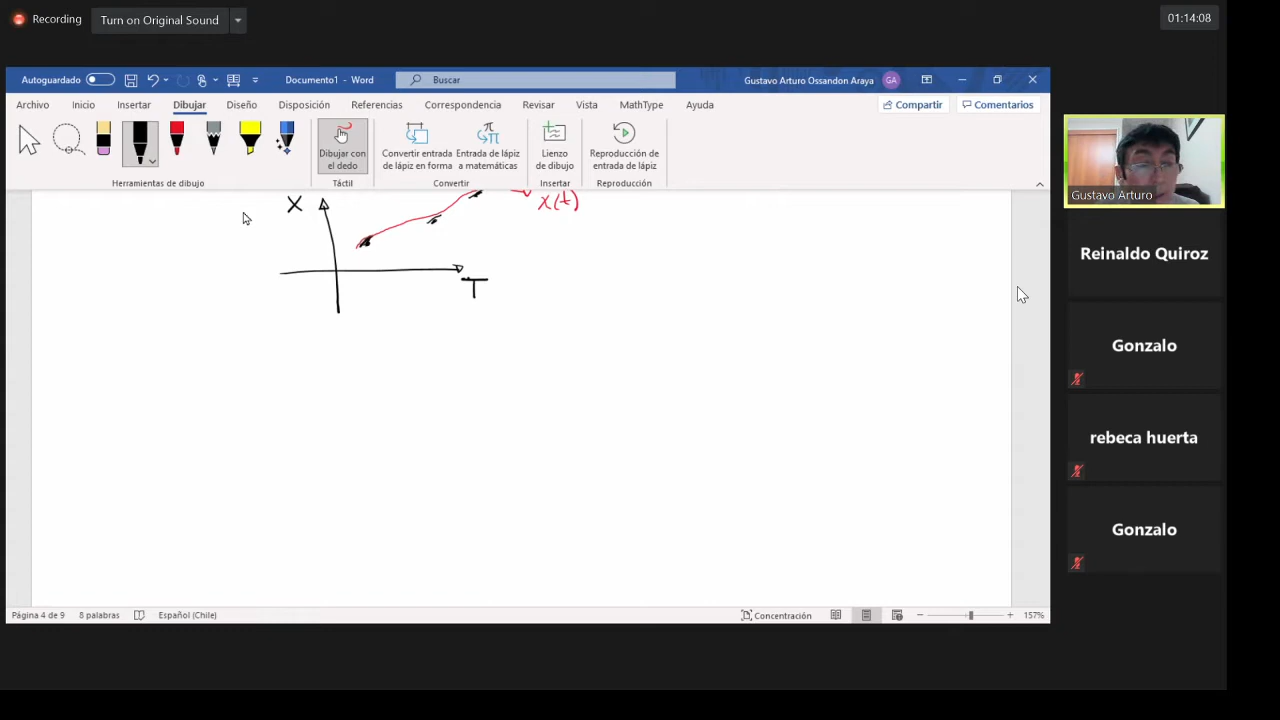 Recording
Turn on Original Sound
01:14:08
Autoguardado
Documento1 - Word
Buscar
Gustavo Arturo Ossandon Araya
GA
Archivo Inicio Insertar Dibujar Diseño Disposición Referencias Correspondencia Revisar Vista MathType Ayuda
Compartir
Comentarios
Dibujar con el dedo
Convertir entrada de lápiz en forma
Entrada de lápiz a matemáticas
Lienzo de dibujo
Reproducción de entrada de lápiz
Herramientas de dibujo
Táctil
Convertir
Insertar
Reproducción
X
x(t)
T
Gustavo Arturo
Reinaldo Quiroz
Gonzalo
rebeca huerta
Gonzalo
Página 4 de 9
8 palabras
Español (Chile)
Concentración
157%